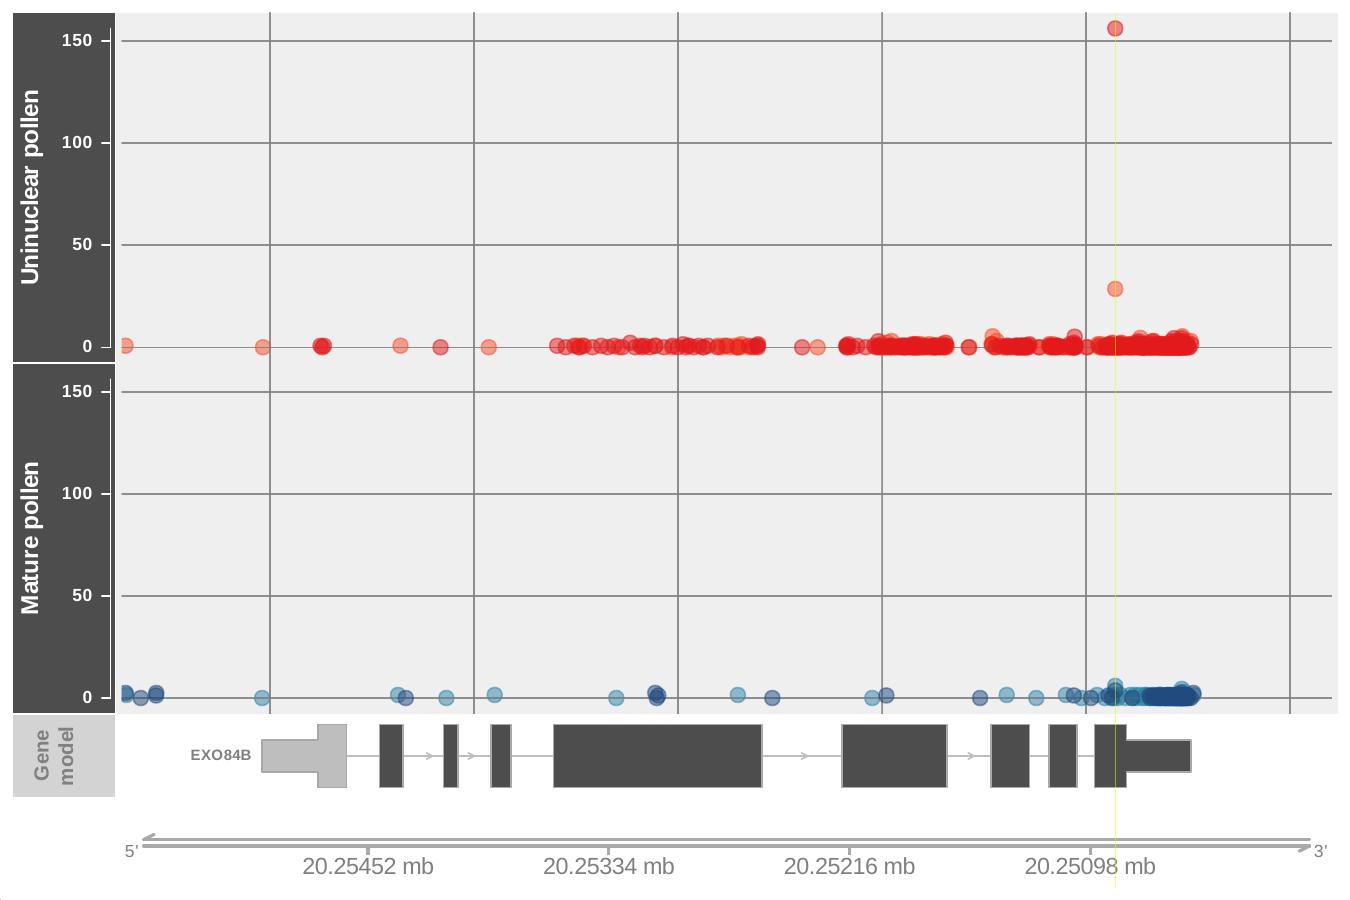 Uninuclear pollen
150
100
50
0
Mature pollen
150
100
50
0
Gene
model
EXO84B
5'
3'
20.25452 mb
20.25334 mb
20.25216 mb
20.25098 mb